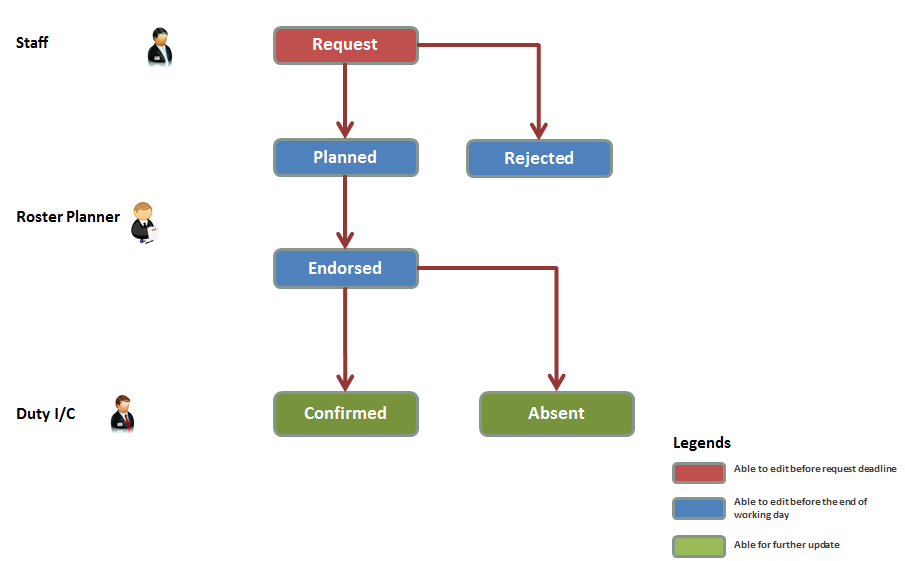 Staff
Request
Planned
Rejected
Roster Planner
Endorsed
Duty I/C
Confirmed
Absent
Legends
Able to edit before request deadline
Able to edit before the end of
working day
Able for further update